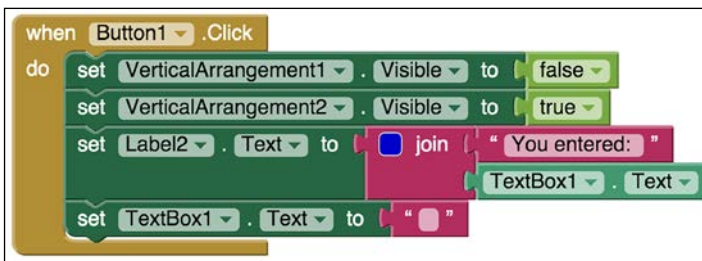 when Button1 .Click
do set VerticalArrangement1 . Visible to false
set VerticalArrangement2 . Visible to true
set Label2 . Text to join " You entered: "
TextBox1 . Text
set TextBox1 . Text to " "